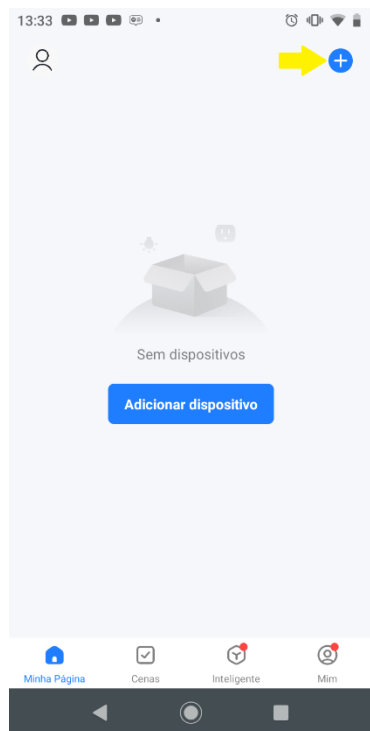 13:33
Sem dispositivos
Adicionar dispositivo
Minha Página
Cenas
Inteligente
Mim